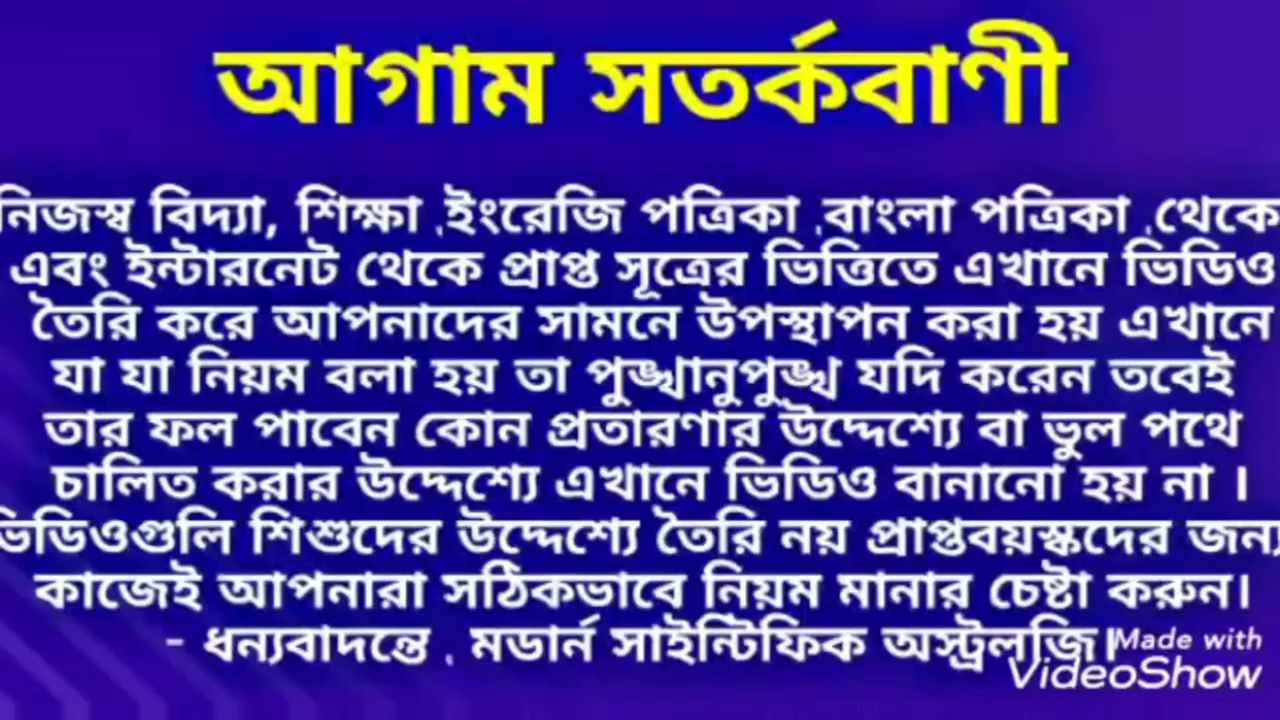 আগাম সতর্কবাণী
নিজস্ব বিদ্যা, শিক্ষা ,ইংরেজি পত্রিকা ,বাংলা পত্রিকা ,থেকে
এবং ইন্টারনেট থেকে প্রাপ্ত সূত্রের ভিত্তিতে এখানে ভিডিও
তৈরি করে আপনাদের সামনে উপস্থাপন করা হয় এখানে
যা যা নিয়ম বলা হয় তা পুঙ্খানুপুঙ্খ যদি করেন তবেই
তার ফল পাবেন কোন প্রতারণার উদ্দেশ্যে বা ভুল পথে
চালিত করার উদ্দেশ্যে এখানে ভিডিও বানানো হয় না ।
ভিডিওগুলি শিশুদের উদ্দেশ্যে তৈরি নয় প্রাপ্তবয়স্কদের জন্য
কাজেই আপনারা সঠিকভাবে নিয়ম মানার চেষ্টা করুন।
- ধন্যবাদন্তে , মডার্ন সাইন্টিফিক অস্ট্রলজি।
Made with
VideoShow